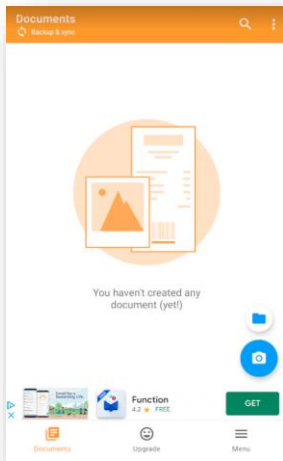 Documents
Backup & sync
You haven't created any
document (yet!)
Function
4.2 ★ FREE
GET
Documents
Upgrade
Menu